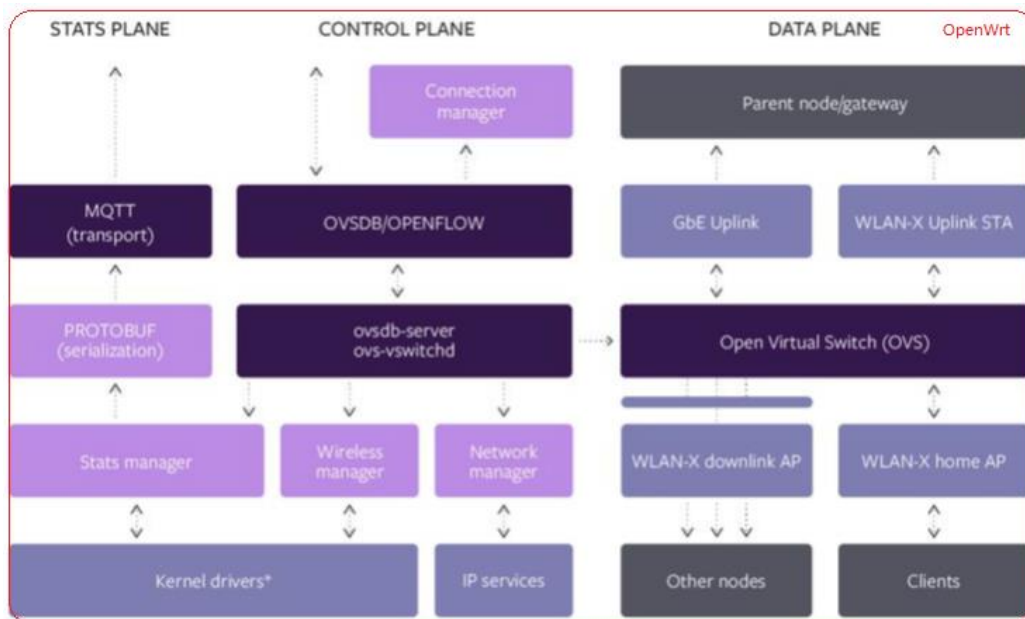 STATS PLANE
CONTROL PLANE
DATA PLANE
OpenWrt
Connection
manager
Parent node/gateway
MQTT
(transport)
OVSDB/OPENFLOW
GbE Uplink
WLAN-X Uplink STA
PROTOBUF
(serialization)
ovsdb-server
ovs-vswitchd
Open Virtual Switch (OVS)
Stats manager
Wireless
manager
Network
manager
WLAN-X downlink AP
WLAN-X home AP
Kernel drivers*
IP services
Other nodes
Clients